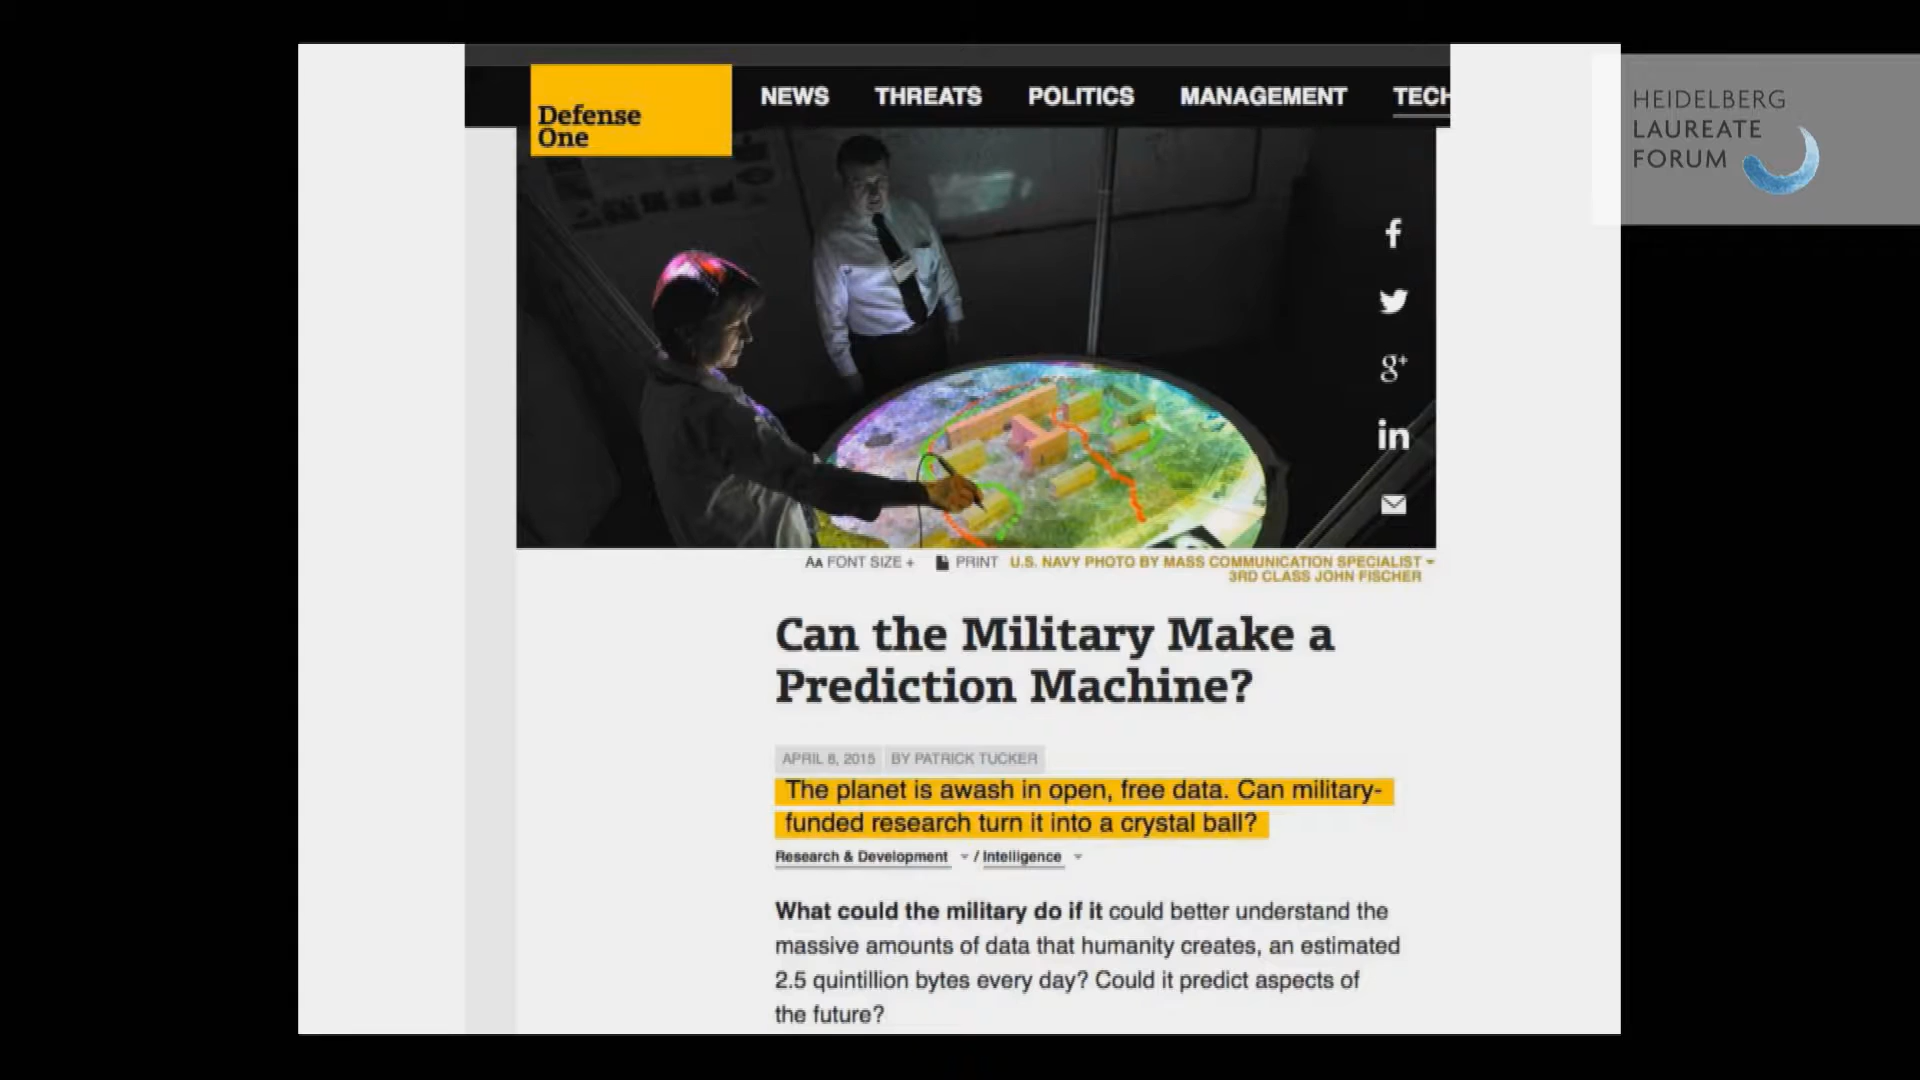 NEWS THREATS POLITICS MANAGEMENT TECH
Defense
One
HEIDELBERG
LAUREATE
FORUM
f
g+
in
AA FONT SIZE + PRINT U.S. NAVY PHOTO BY MASS COMMUNICATION SPECIALIST
3RD CLASS JOHN FISCHER
Can the Military Make a
Prediction Machine?
APRIL 8, 2015 BY PATRICK TUCKER
The planet is awash in open, free data. Can military-
funded research turn it into a crystal ball?
Research & Development / Intelligence
What could the military do if it could better understand the
massive amounts of data that humanity creates, an estimated
2.5 quintillion bytes every day? Could it predict aspects of
the future?